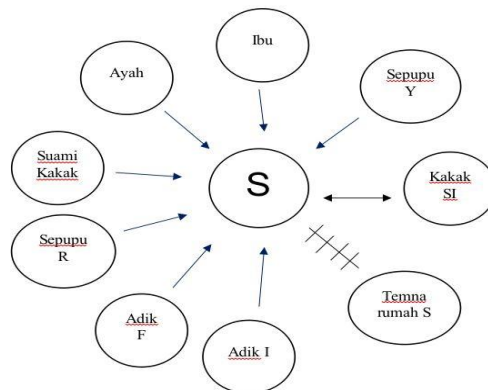 Ibu
Ayah
Sepupu
Y
Suami
Kakak
S
Kakak
SI
Sepupu
R
Temna
rumah S
Adik
F
Adik I